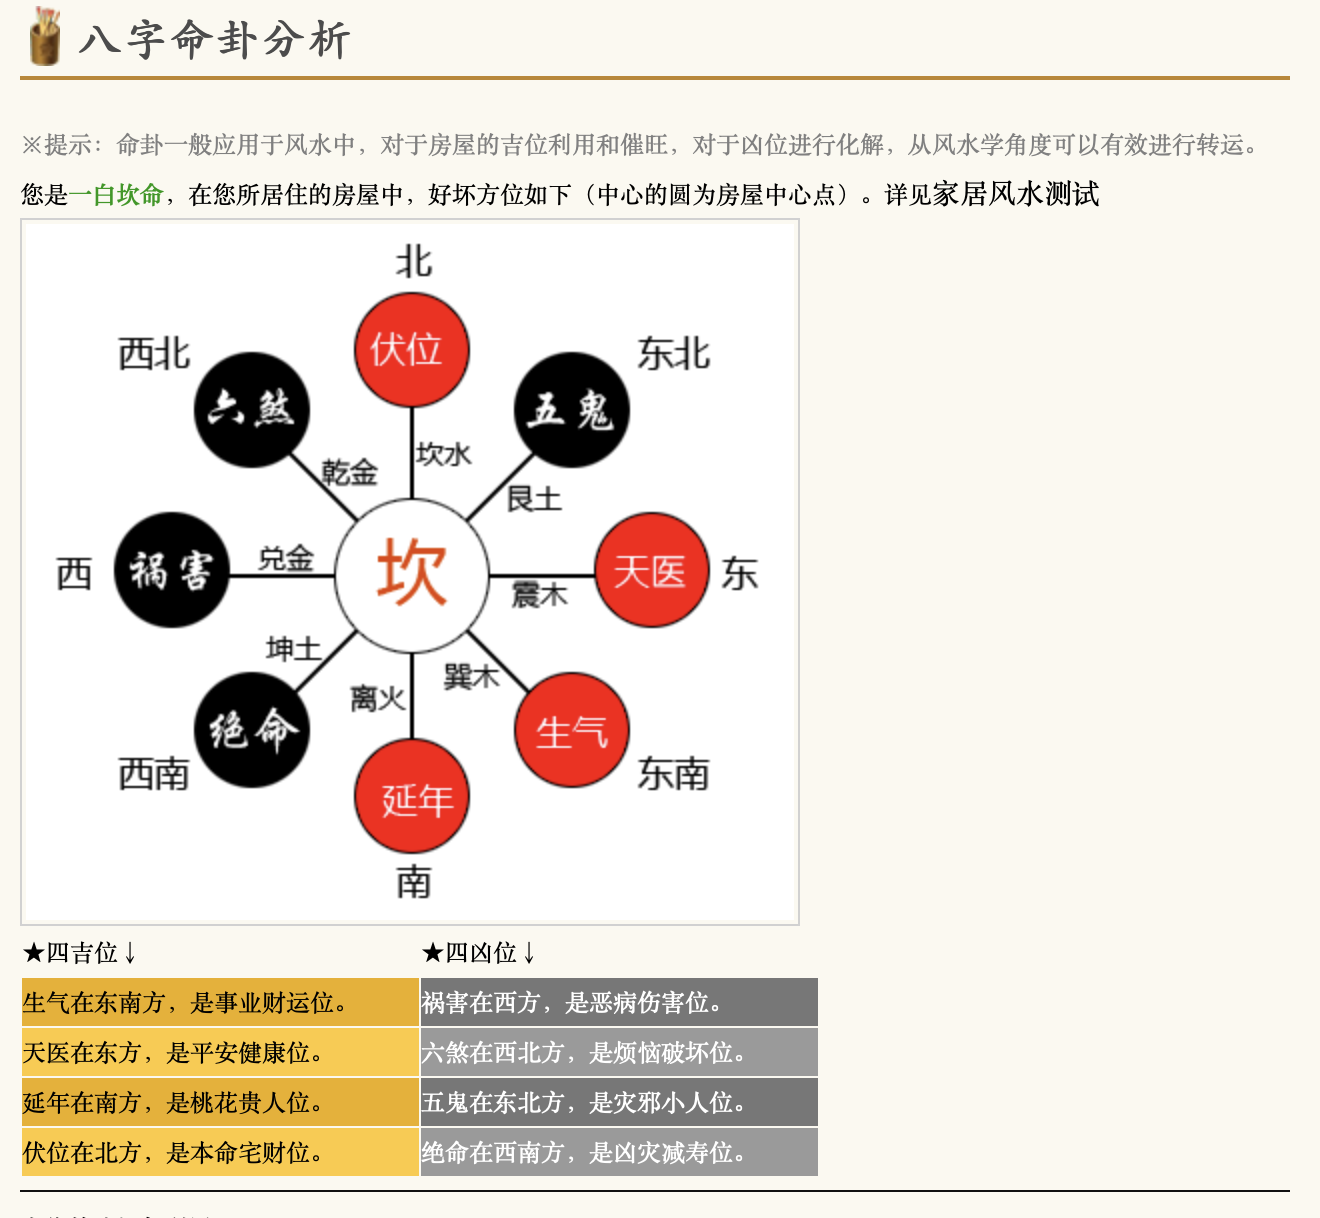 八字命卦分析
※提示：命卦一般应用于风水中，对于房屋的吉位利用和催旺，对于凶位进行化解，从风水学角度可以有效进行转运。
您是一白坎命，在您所居住的房屋中，好坏方位如下（中心的圆为房屋中心点）。详见家居风水测试
北
伏位
西北
东北
六煞
五鬼
坎水
乾金
艮土
坎
兑金
西
祸害
天医
东
震木
坤土
巽木
离火
绝命
生气
西南
东南
延年
南
★四吉位↓
★四凶位↓
生气在东南方，是事业财运位。
祸害在西方，是恶病伤害位。
天医在东方，是平安健康位。
六煞在西北方，是烦恼破坏位。
延年在南方，是桃花贵人位。
五鬼在东北方，是灾邪小人位。
伏位在北方，是本命宅财位。
绝命在西南方，是凶灾减寿位。